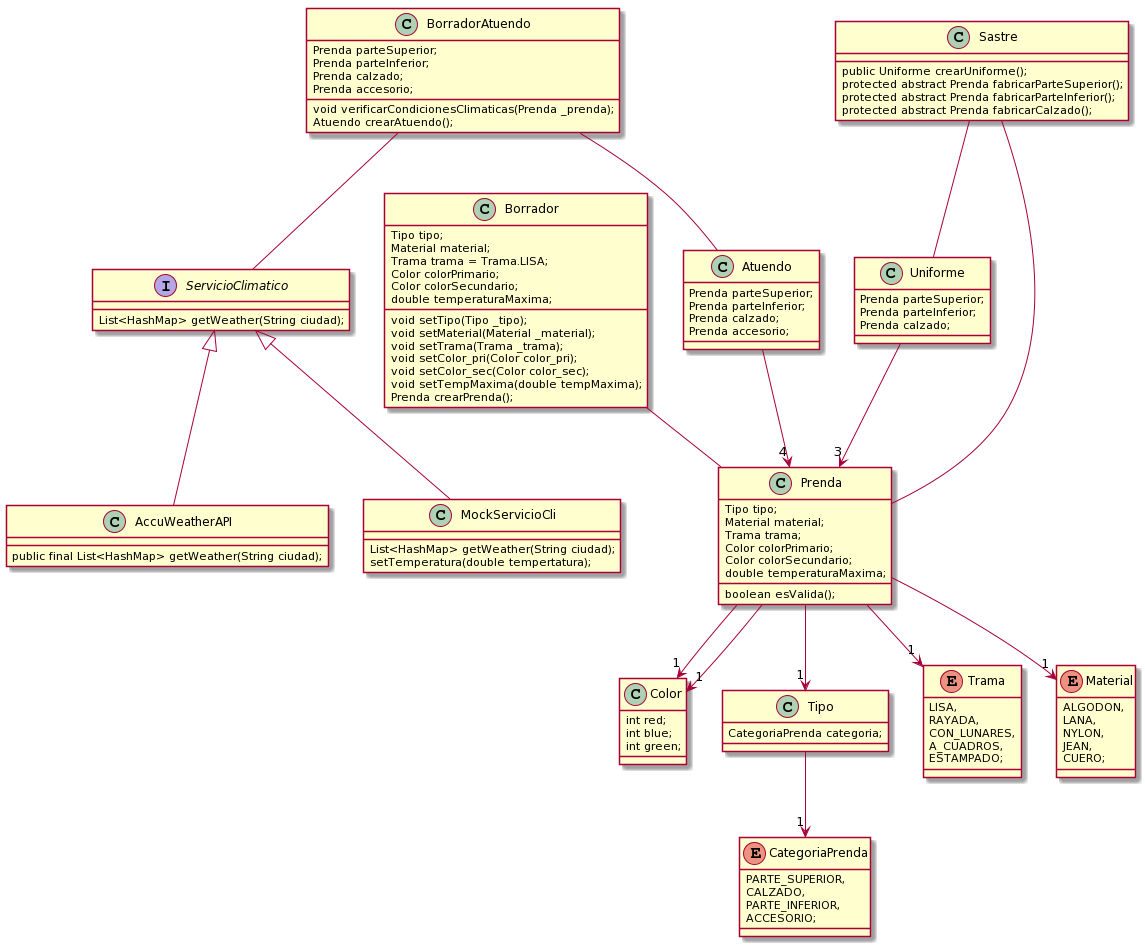 C BorradorAtuendo
Prenda parteSuperior;
Prenda parteInferior;
Prenda calzado;
Prenda accesorio;
void verificarCondicionesClimaticas(Prenda _prenda);
Atuendo crearAtuendo();
C Sastre
public Uniforme crearUniforme();
protected abstract Prenda fabricarParteSuperior();
protected abstract Prenda fabricarParteInferior();
protected abstract Prenda fabricarCalzado();
C Borrador
Tipo tipo;
Material material;
Trama trama = Trama.LISA;
Color colorPrimario;
Color colorSecundario;
double temperaturaMaxima;
void setTipo(Tipo _tipo);
void setMaterial(Material _material);
void setTrama(Trama _trama);
void setColor_pri(Color color_pri);
void setColor_sec(Color color_sec);
void setTempMaxima(double tempMaxima);
Prenda crearPrenda();
I ServicioClimatico
List<HashMap> getWeather(String ciudad);
C Atuendo
Prenda parteSuperior;
Prenda parteInferior;
Prenda calzado;
Prenda accesorio;
C Uniforme
Prenda parteSuperior;
Prenda parteInferior;
Prenda calzado;
4
3
C AccuWeatherAPI
public final List<HashMap> getWeather(String ciudad);
C MockServicioCli
List<HashMap> getWeather(String ciudad);
setTemperatura(double tempertatura);
C Prenda
Tipo tipo;
Material material;
Trama trama;
Color colorPrimario;
Color colorSecundario;
double temperaturaMaxima;
boolean esValida();
1
1
1
1
1
C Color
int red;
int blue;
int green;
C Tipo
CategoriaPrenda categoria;
E Trama
LISA,
RAYADA,
CON_LUNARES,
A_CUADROS,
ESTAMPADO;
E Material
ALGODON,
LANA,
NYLON,
JEAN,
CUERO;
1
E CategoriaPrenda
PARTE_SUPERIOR,
CALZADO,
PARTE_INFERIOR,
ACCESORIO;